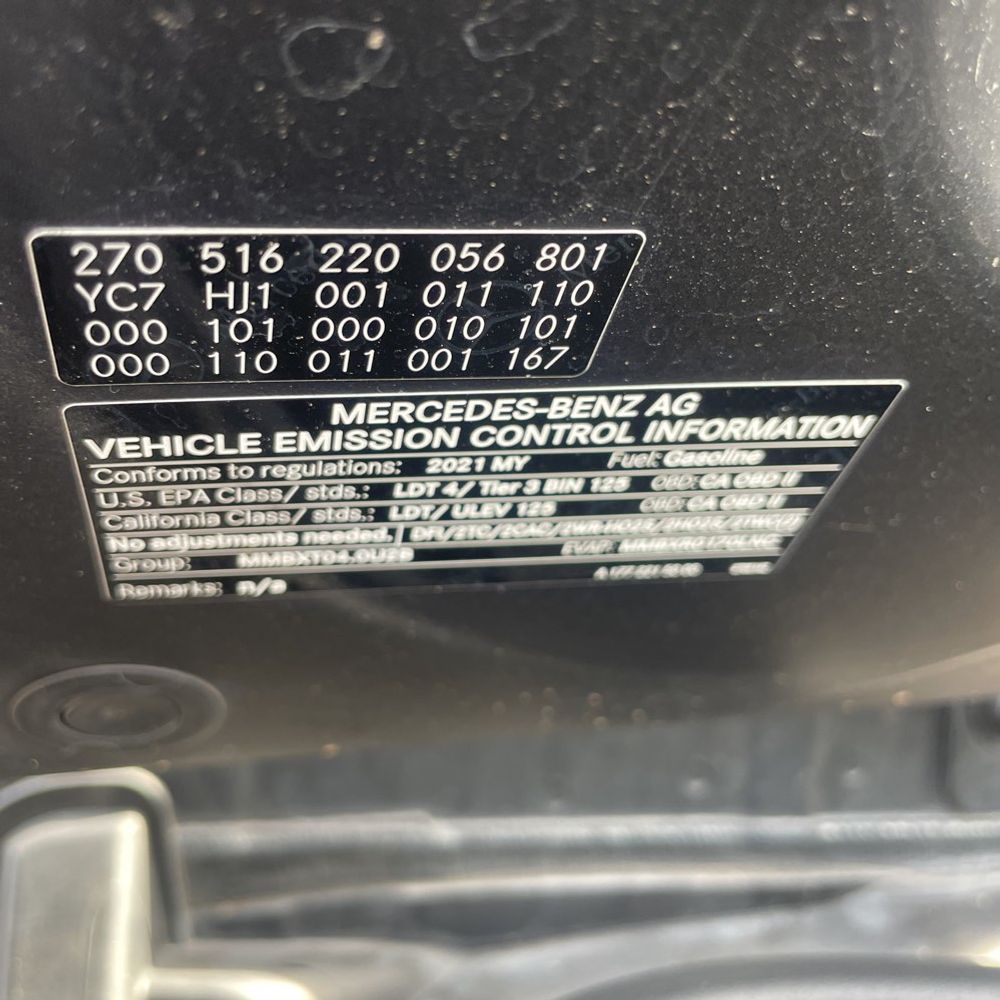 270 516 220 056 801
YC7 HJ1 001 011 110
000 101 000 010 101
000 110 011 001 167
MERCEDES-BENZ AG
VEHICLE EMISSION CONTROL INFORMATION
Conforms to regulations: 2021 MY Fuel: Gasoline
U.S. EPA Class/ stds.: LDT 4/ Tier 3 BIN 125 OBD: CA OBD II
California Class/ stds.: LDT/ ULEV 125 OBD: CA OBD II
No adjustments needed.
Group: MMBXT04.0U2B EVAP:
Remarks: n/a